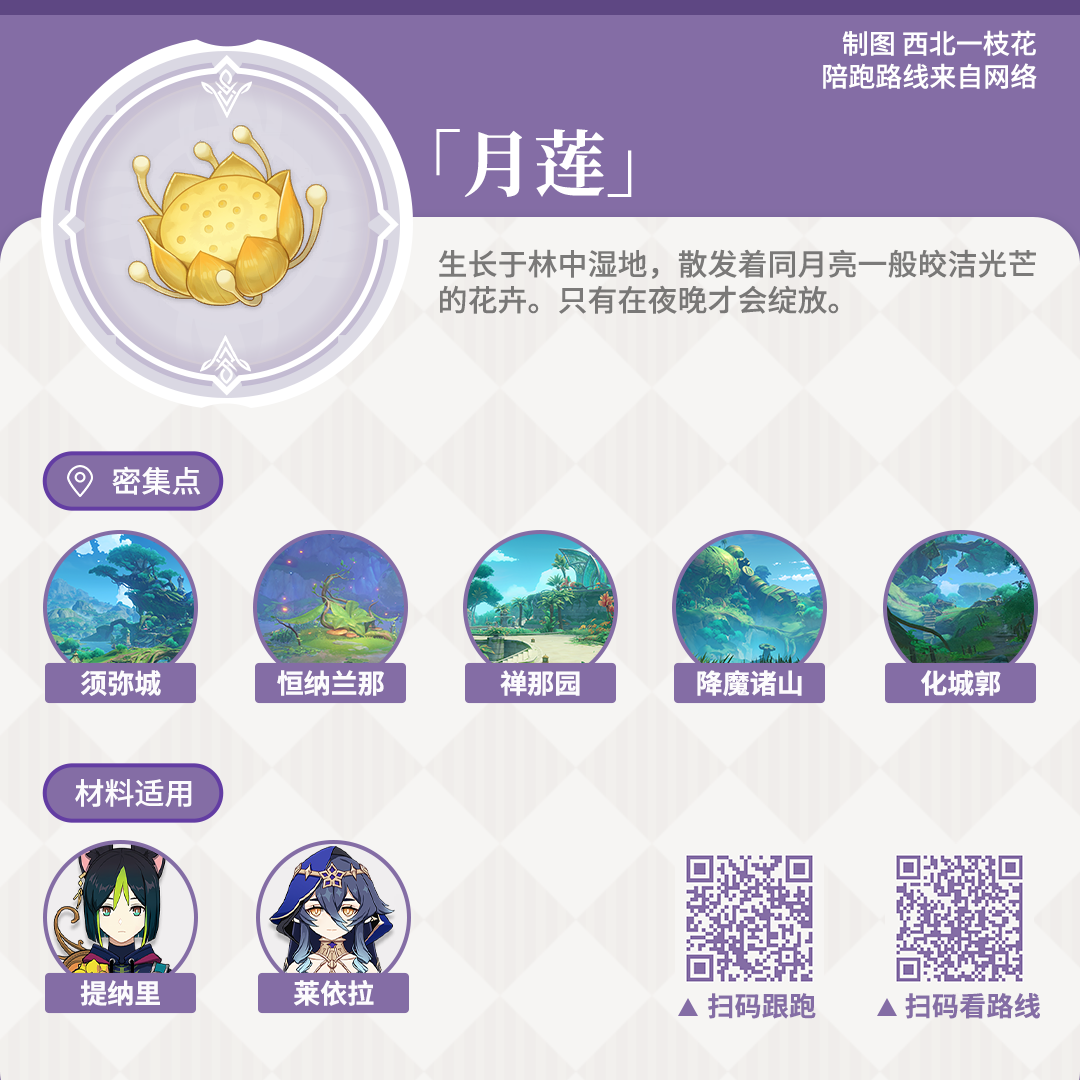 制图 西北一枝花
陪跑路线来自网络
「月莲」
生长于林中湿地，散发着同月亮一般皎洁光芒
的花卉。只有在夜晚才会绽放。
密集点
须弥城
恒纳兰那
禅那园
降魔诸山
化城郭
材料适用
提纳里
莱依拉
▲ 扫码跟跑
▲ 扫码看路线